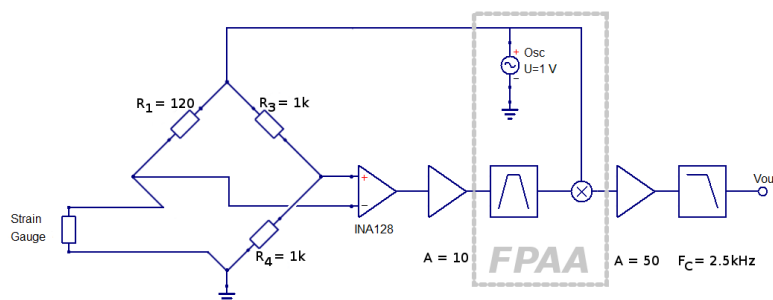 + Osc
U=1 V
−
R1 = 120
R3 = 1k
Vou
+
−
Strain
Gauge
INA128
R4 = 1k
A = 10
FPAA
A = 50
FC = 2.5kHz